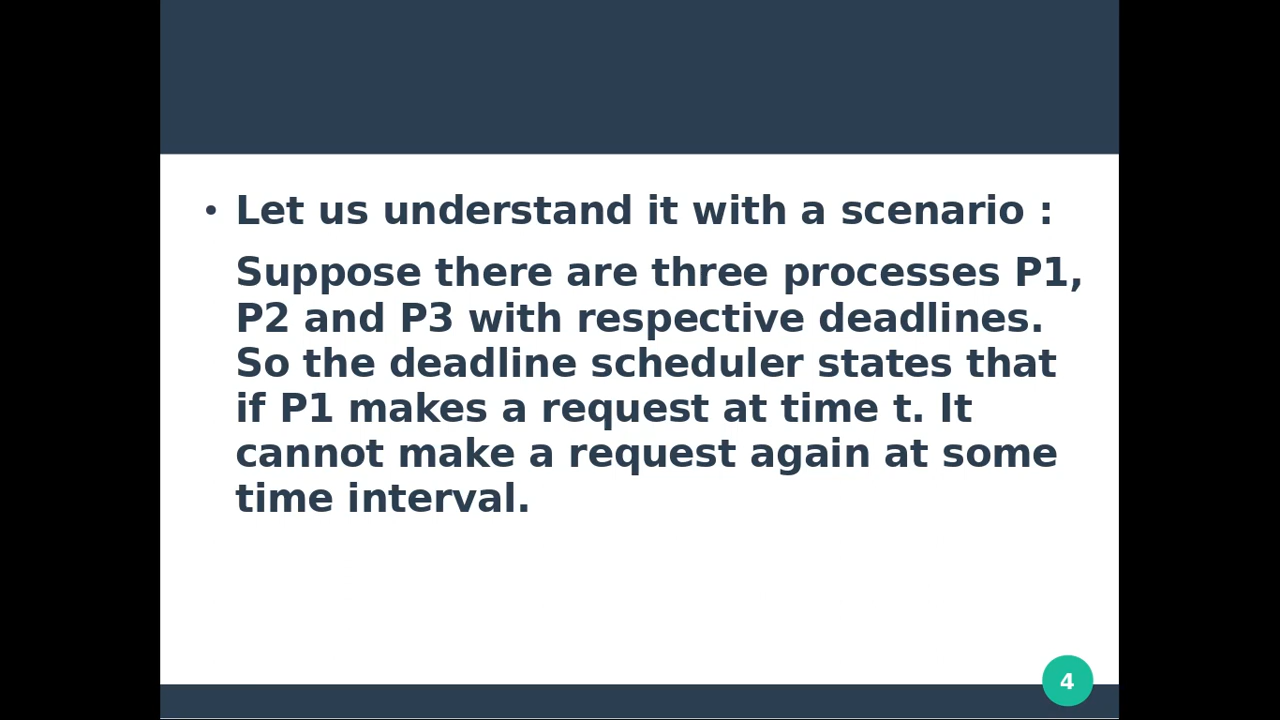 • Let us understand it with a scenario :
Suppose there are three processes P1,
P2 and P3 with respective deadlines.
So the deadline scheduler states that
if P1 makes a request at time t. It
cannot make a request again at some
time interval.
4